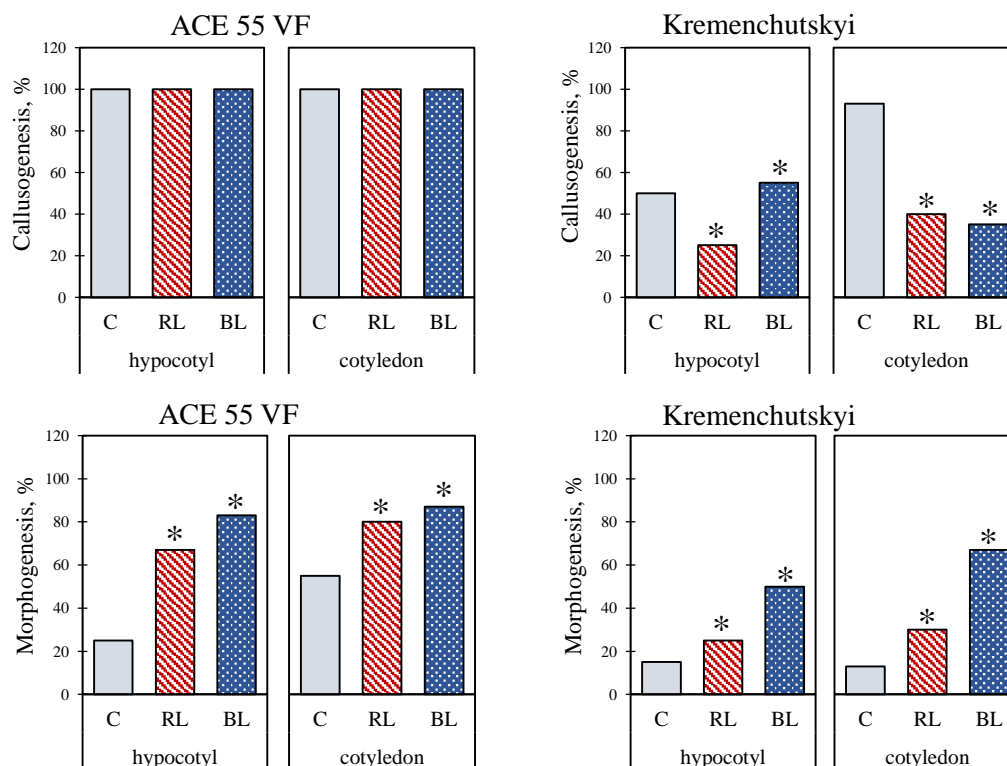 ACE 55 VF
Callusogenesis, %
120
100
80
60
40
20
0
C RL BL C RL BL
hypocotyl cotyledon
Kremenchutskyi
Callusogenesis, %
120
100
80
60
40
20
0
* * * *
C RL BL C RL BL
hypocotyl cotyledon
ACE 55 VF
Morphogenesis, %
120
100
80
60
40
20
0
* * * *
C RL BL C RL BL
hypocotyl cotyledon
Kremenchutskyi
Morphogenesis, %
120
100
80
60
40
20
0
* * * *
C RL BL C RL BL
hypocotyl cotyledon